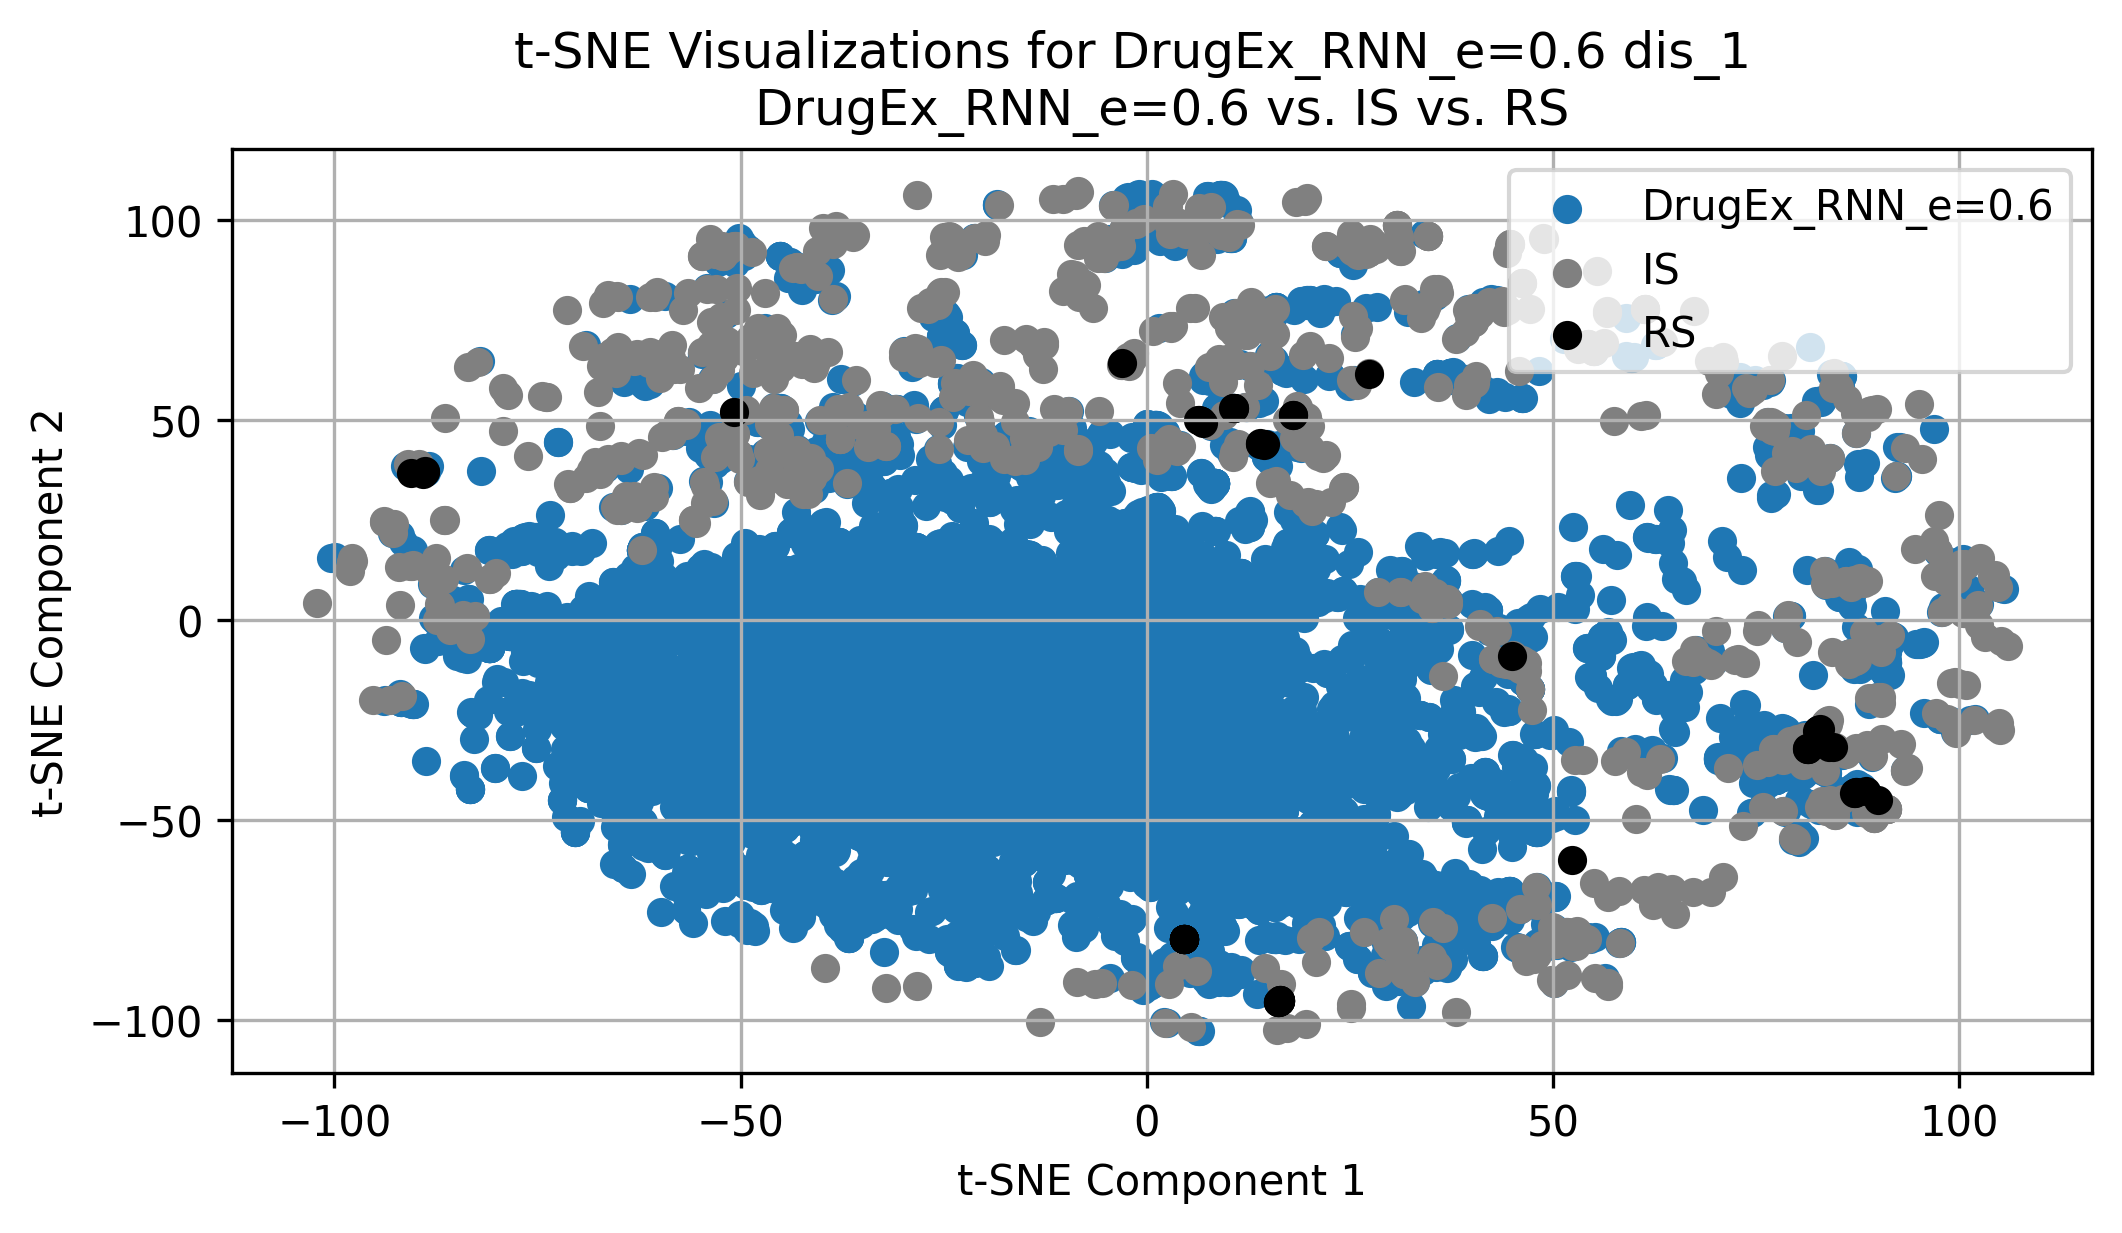 t-SNE Visualizations for DrugEx_RNN_e=0.6 dis_1
DrugEx_RNN_e=0.6 vs. IS vs. RS
DrugEx_RNN_e=0.6
IS
RS
t-SNE Component 2
100
50
0
−50
−100
−100
−50
0
50
100
t-SNE Component 1